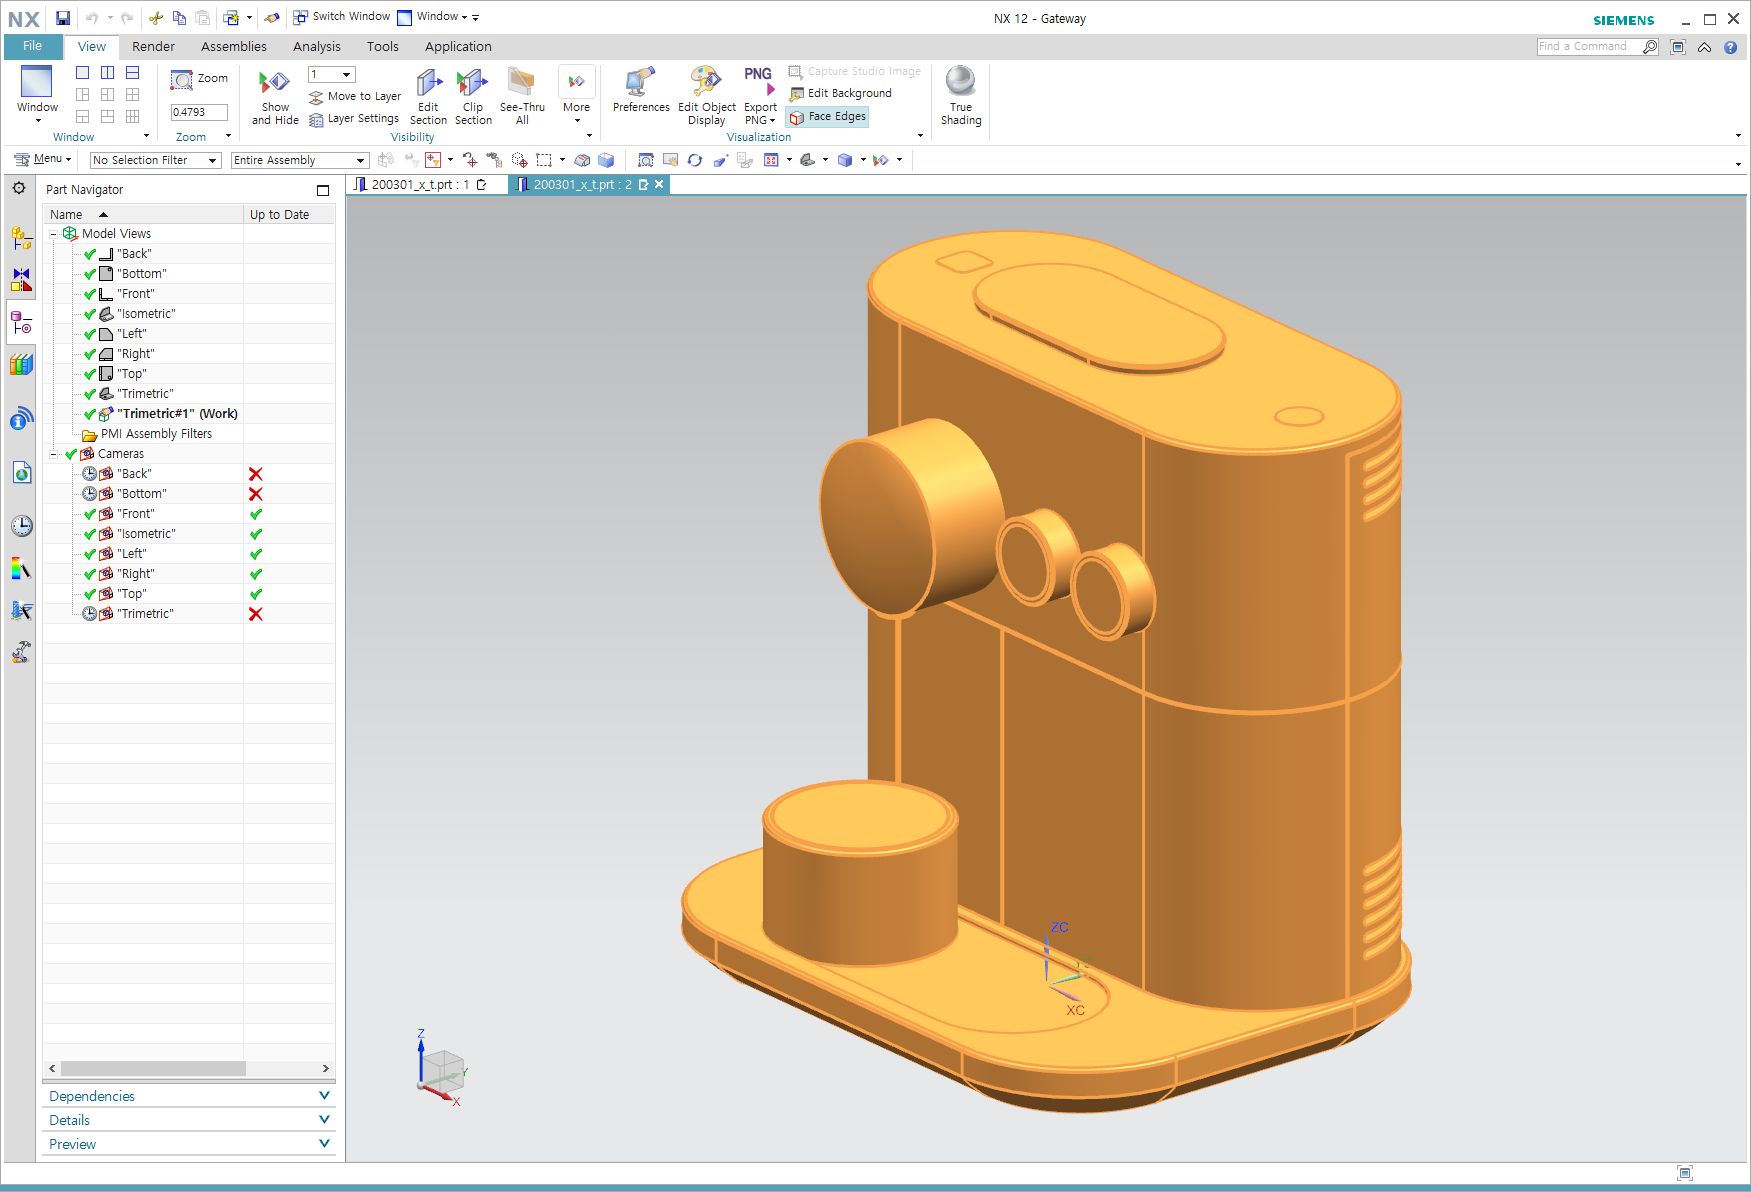 NX
Switch Window
Window
NX 12 - Gateway
SIEMENS
File
View
Render
Assemblies
Analysis
Tools
Application
Find a Command
Window
Window
Zoom
0.4793
Zoom
Show and Hide
1
Move to Layer
Layer Settings
Edit Section
Clip Section
See-Thru All
More
Visibility
Preferences
Edit Object Display
PNG
Export PNG
Capture Studio Image
Edit Background
Face Edges
Visualization
True Shading
Menu
No Selection Filter
Entire Assembly
Part Navigator
200301_x_t.prt : 1
200301_x_t.prt : 2
Name
Up to Date
Model Views
"Back"
"Bottom"
"Front"
"Isometric"
"Left"
"Right"
"Top"
"Trimetric"
"Trimetric#1" (Work)
PMI Assembly Filters
Cameras
"Back"
"Bottom"
"Front"
"Isometric"
"Left"
"Right"
"Top"
"Trimetric"
ZC
XC
Z
Y
X
Dependencies
Details
Preview